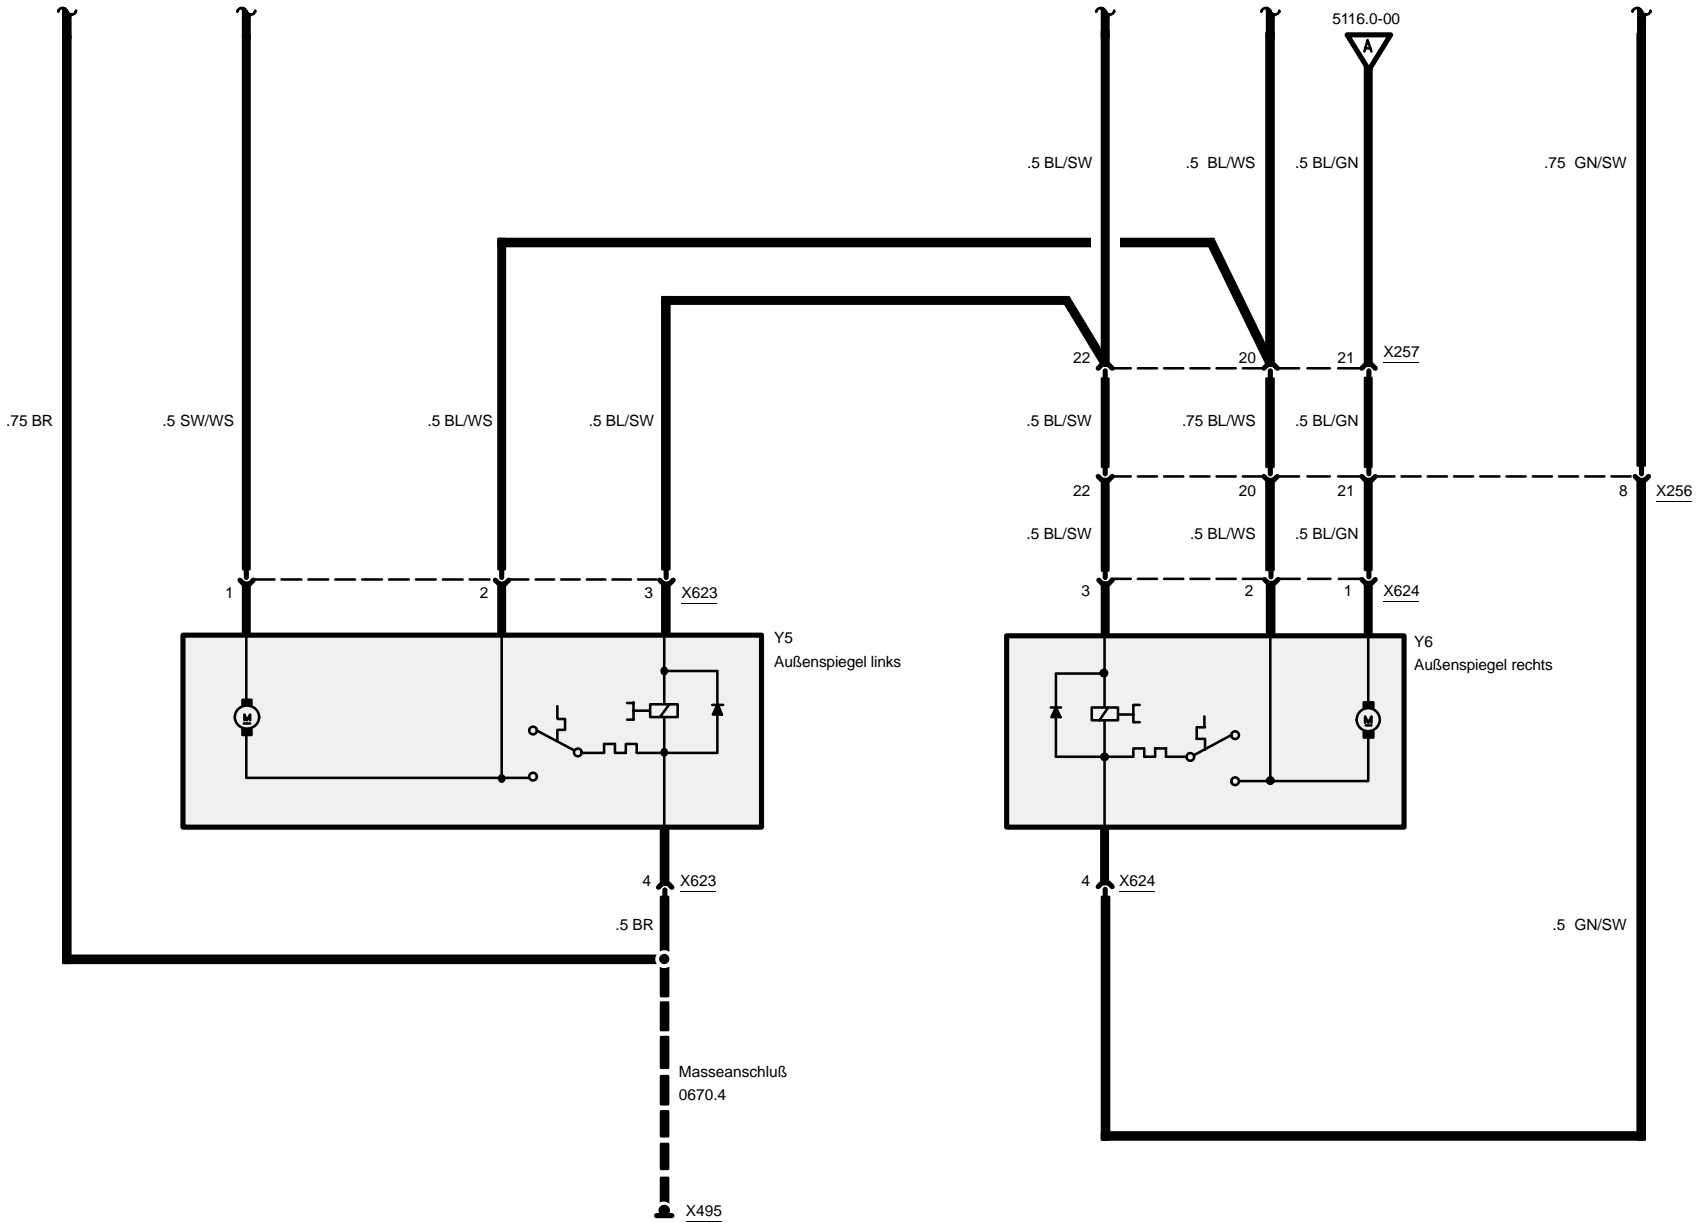 5116.0-00
A
.5 BL/SW
.5 BL/WS
.5 BL/GN
.75 GN/SW
22
20
21
X257
.75 BR
.5 SW/WS
.5 BL/WS
.5 BL/SW
.5 BL/SW
.75 BL/WS
.5 BL/GN
22
20
21
8
X256
.5 BL/SW
.5 BL/WS
.5 BL/GN
1
2
3
X623
3
2
1
X624
Y5
Außenspiegel links
Y6
Außenspiegel rechts
M
M
4
X623
4
X624
.5 BR
.5 GN/SW
Masseanschluß
0670.4
X495